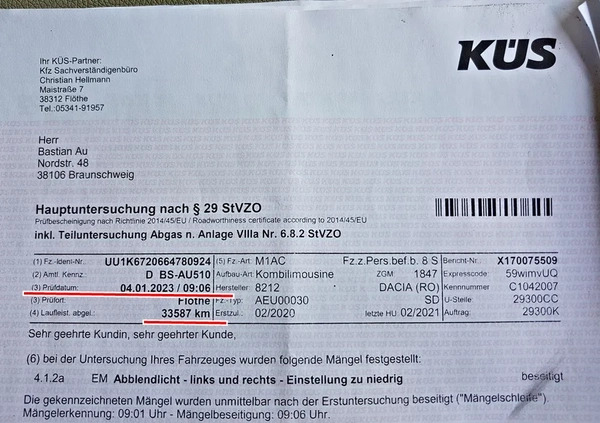 KÜS
Ihr KÜS-Partner:
Kfz Sachverständigenbüro
Christian Hellmann
Maistraße 7
38312 Flöthe
Tel.:05341-91957
Herr
Bastian Au
Nordstr. 48
38106 Braunschweig
Hauptuntersuchung nach § 29 StVZO
Prüfbescheinigung nach Richtlinie 2014/45/EU / Roadworthiness certificate according to 2014/45/EU
inkl. Teiluntersuchung Abgas n. Anlage VIIIa Nr. 6.8.2 StVZO
(1) Fz.-Ident-Nr. UU1K6720664780924 (5) Fz.-Art M1AC Fz.z.Pers.bef.b. 8 S Bericht-Nr. X170075509
(2) Amtl. Kennz. D BS-AU510 Aufbau-Art Kombilimousine ZGM 1847 Expresscode: 59wimvUQ
(3) Prüfdatum: 04.01.2023 / 09:06 Hersteller 8212 DACIA (RO) Kennnummer C1042007
(3) Prüfort: Flöthe Fz.-Typ: AEU00030 SD U-Stelle 29300CC
(4) Laufleist. abgel.: 33587 km Erstzul.: 02/2020 letzte HU 02/2021 Auftrag: 29300K
Sehr geehrte Kundin, sehr geehrter Kunde,
(6) bei der Untersuchung Ihres Fahrzeuges wurden folgende Mängel festgestellt:
4.1.2a EM Abblendlicht - links und rechts - Einstellung zu niedrig beseitigt
Die gekennzeichneten Mängel wurden unmittelbar nach der Erstuntersuchung beseitigt ("Mängelschleife").
Mängelerkennung: 09:01 Uhr - Mängelbeseitigung: 09:06 Uhr.